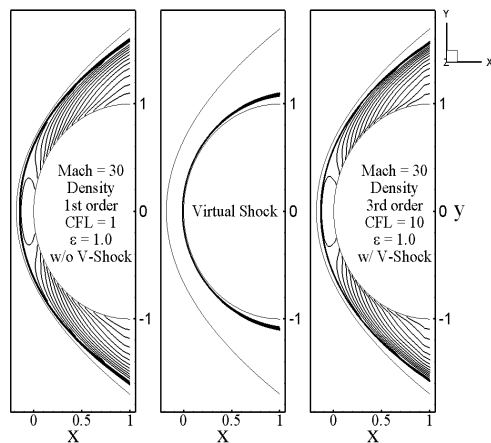 Mach = 30
Density
1st order
CFL = 1
ε = 1.0
w/o V-Shock
1
0
-1
0
0.5
1
X
Virtual Shock
1
0
-1
0
0.5
1
X
Mach = 30
Density
3rd order
CFL = 10
ε = 1.0
w/ V-Shock
1
0
-1
y
0
0.5
1
X
Y
Z
X